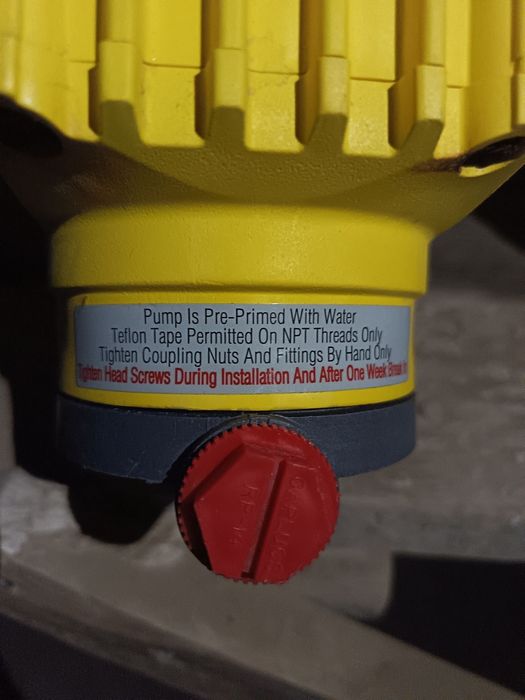 Pump Is Pre-Primed With Water
Teflon Tape Permitted On NPT Threads Only
Tighten Coupling Nuts And Fittings By Hand Only
Tighten Head Screws During Installation And After One Week Break In
CAPLUGS